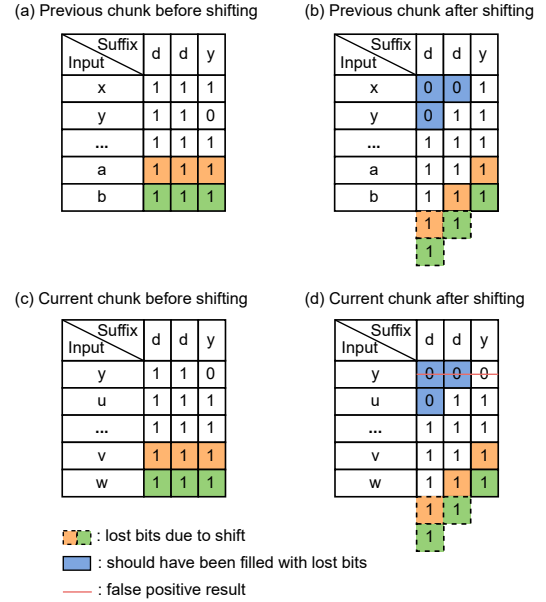 (a) Previous chunk before shifting
Suffix d d y
Input
x 1 1 1
y 1 1 0
... 1 1 1
a 1 1 1
b 1 1 1
(b) Previous chunk after shifting
Suffix d d y
Input
x 0 0 1
y 0 1 1
... 1 1 1
a 1 1 1
b 1 1 1
1 1
1
(c) Current chunk before shifting
Suffix d d y
Input
y 1 1 0
u 1 1 1
... 1 1 1
v 1 1 1
w 1 1 1
(d) Current chunk after shifting
Suffix d d y
Input
y 0 0 0
u 0 1 1
... 1 1 1
v 1 1 1
w 1 1 1
1 1
1
: lost bits due to shift
: should have been filled with lost bits
: false positive result